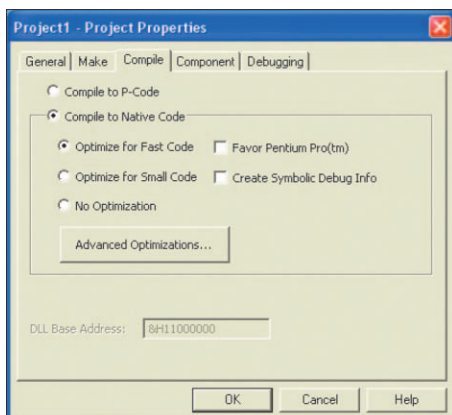 Project1 - Project Properties
General Make Compile Component Debugging
Compile to P-Code
Compile to Native Code
Optimize for Fast Code Favor Pentium Pro(tm)
Optimize for Small Code Create Symbolic Debug Info
No Optimization
Advanced Optimizations...
DLL Base Address: &H11000000
OK Cancel Help